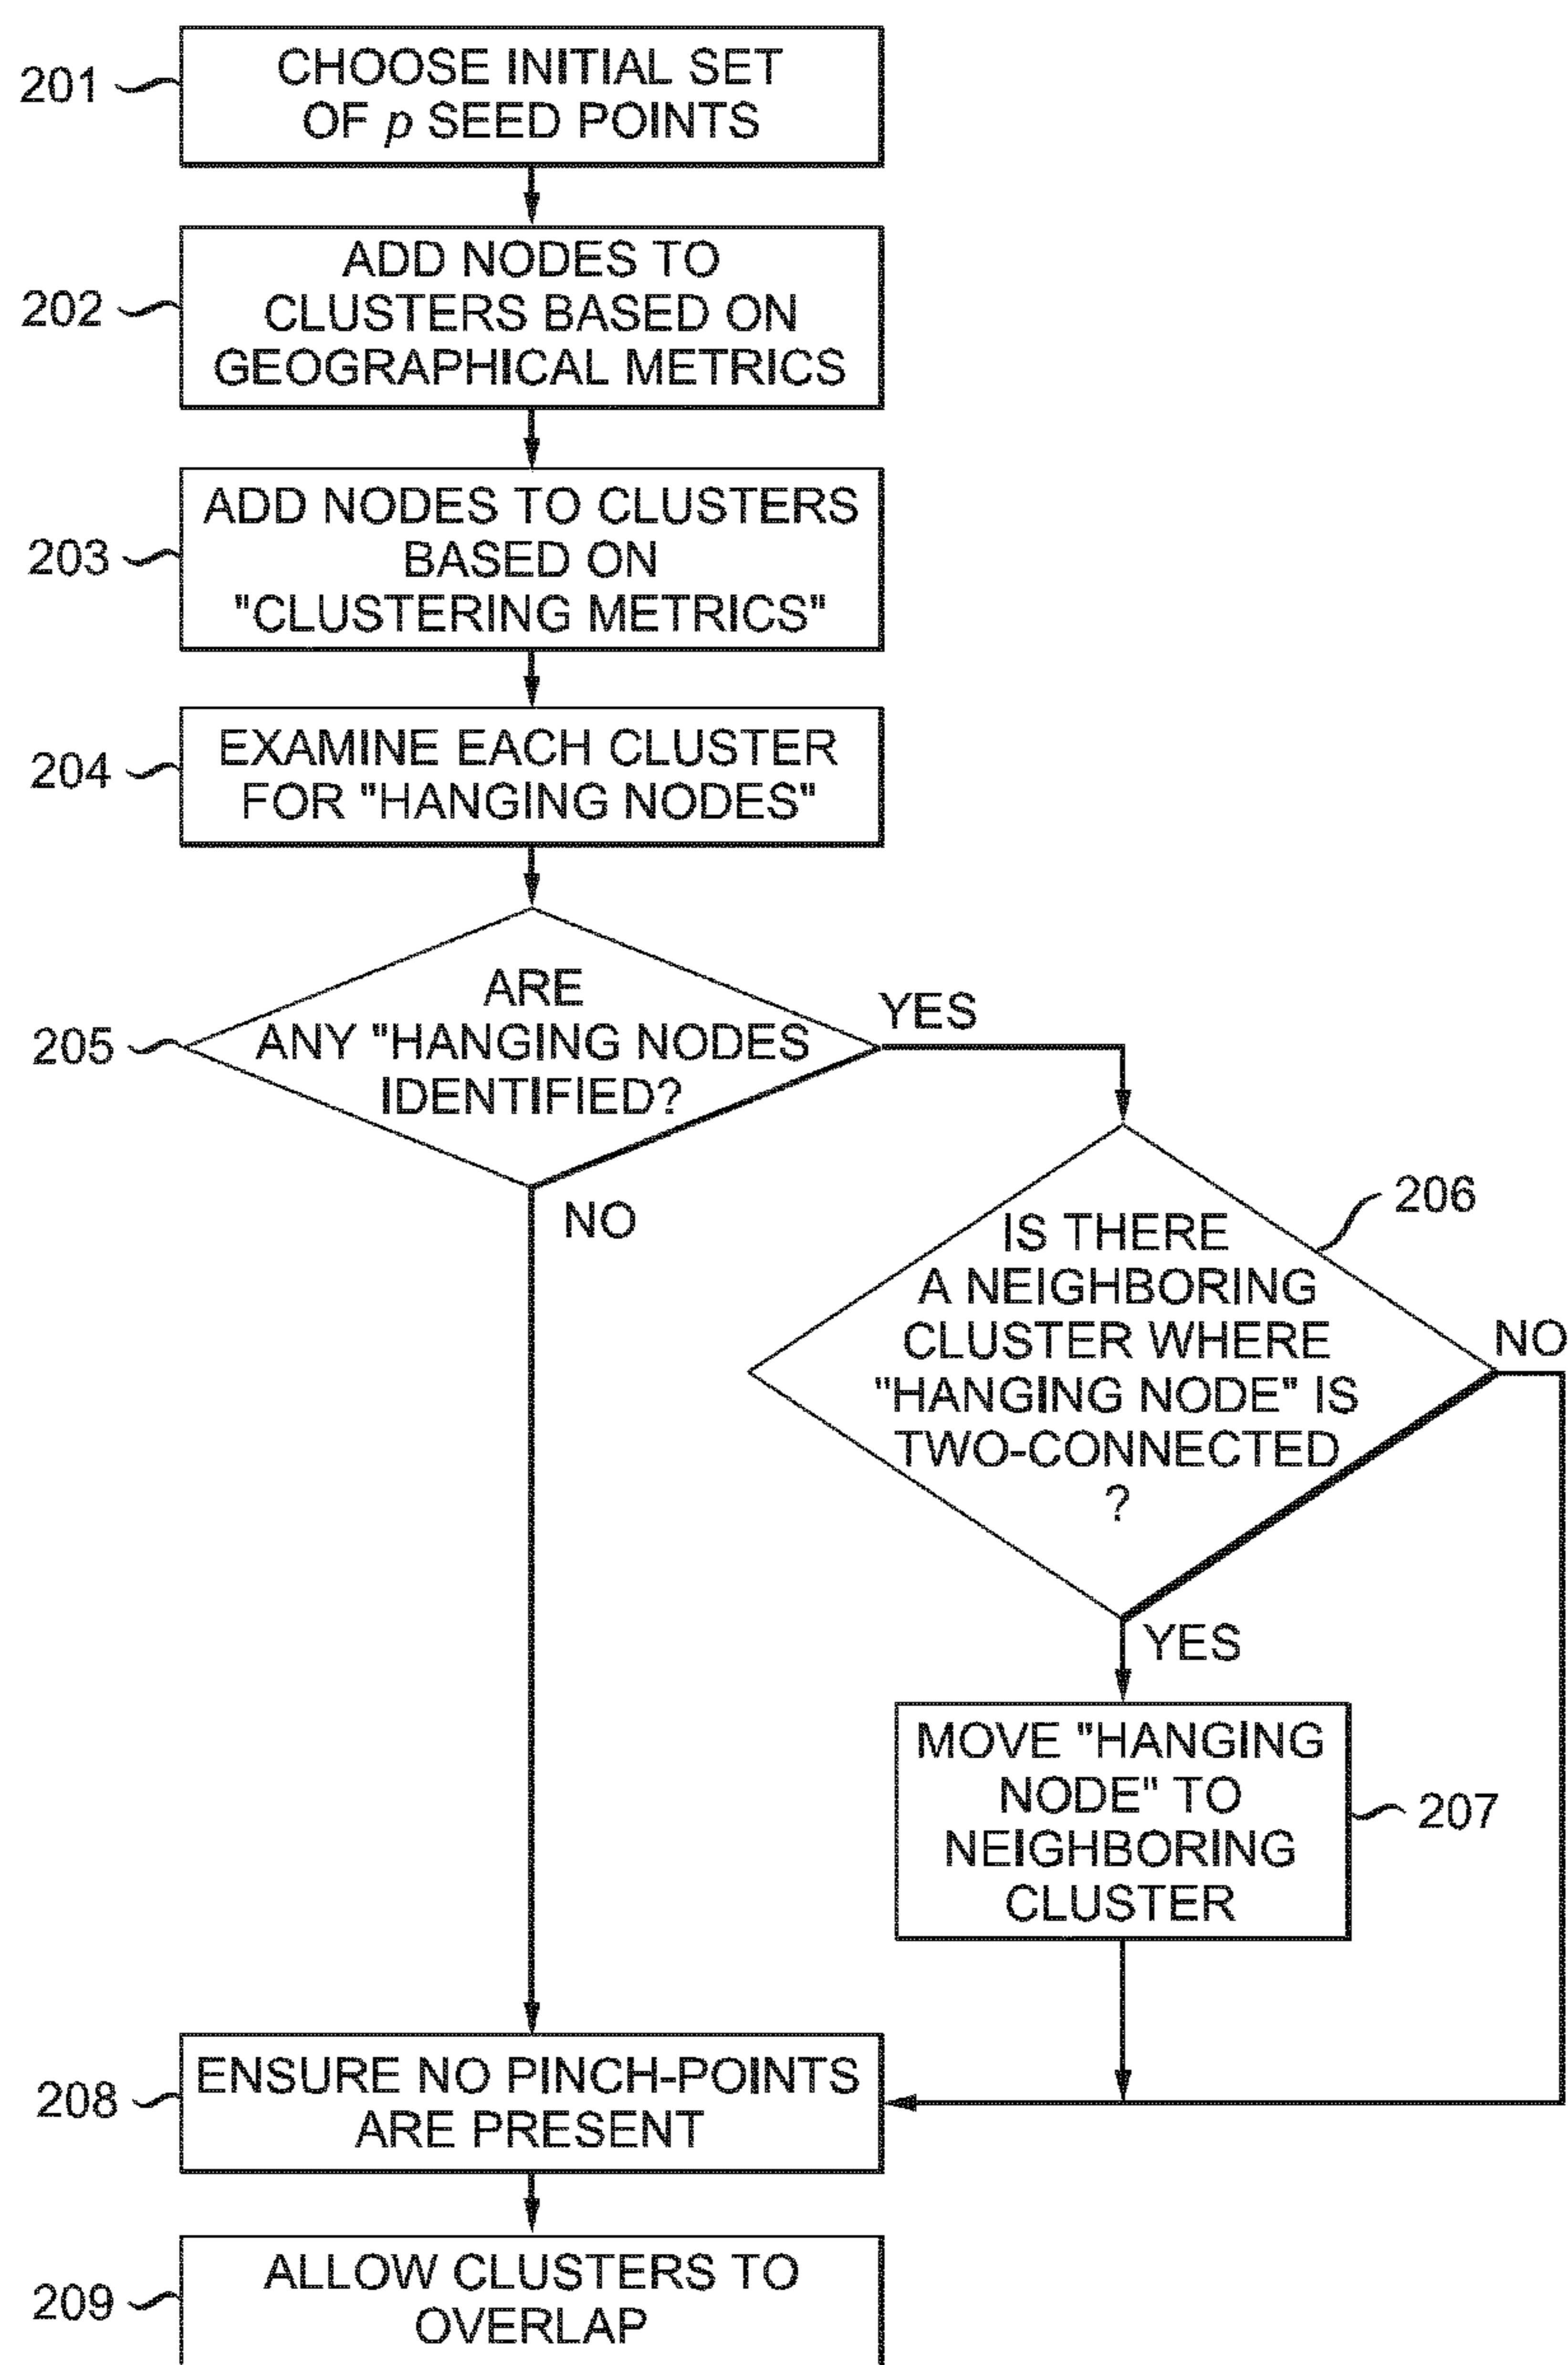 201
CHOOSE INITIAL SET
OF p SEED POINTS
202
ADD NODES TO
CLUSTERS BASED ON
GEOGRAPHICAL METRICS
203
ADD NODES TO CLUSTERS
BASED ON
"CLUSTERING METRICS"
204
EXAMINE EACH CLUSTER
FOR "HANGING NODES"
205
ARE
ANY "HANGING NODES
IDENTIFIED?
YES
NO
206
IS THERE
A NEIGHBORING
CLUSTER WHERE
"HANGING NODE" IS
TWO-CONNECTED
?
NO
YES
MOVE "HANGING
NODE" TO
NEIGHBORING
CLUSTER
207
208
ENSURE NO PINCH-POINTS
ARE PRESENT
209
ALLOW CLUSTERS TO
OVERLAP